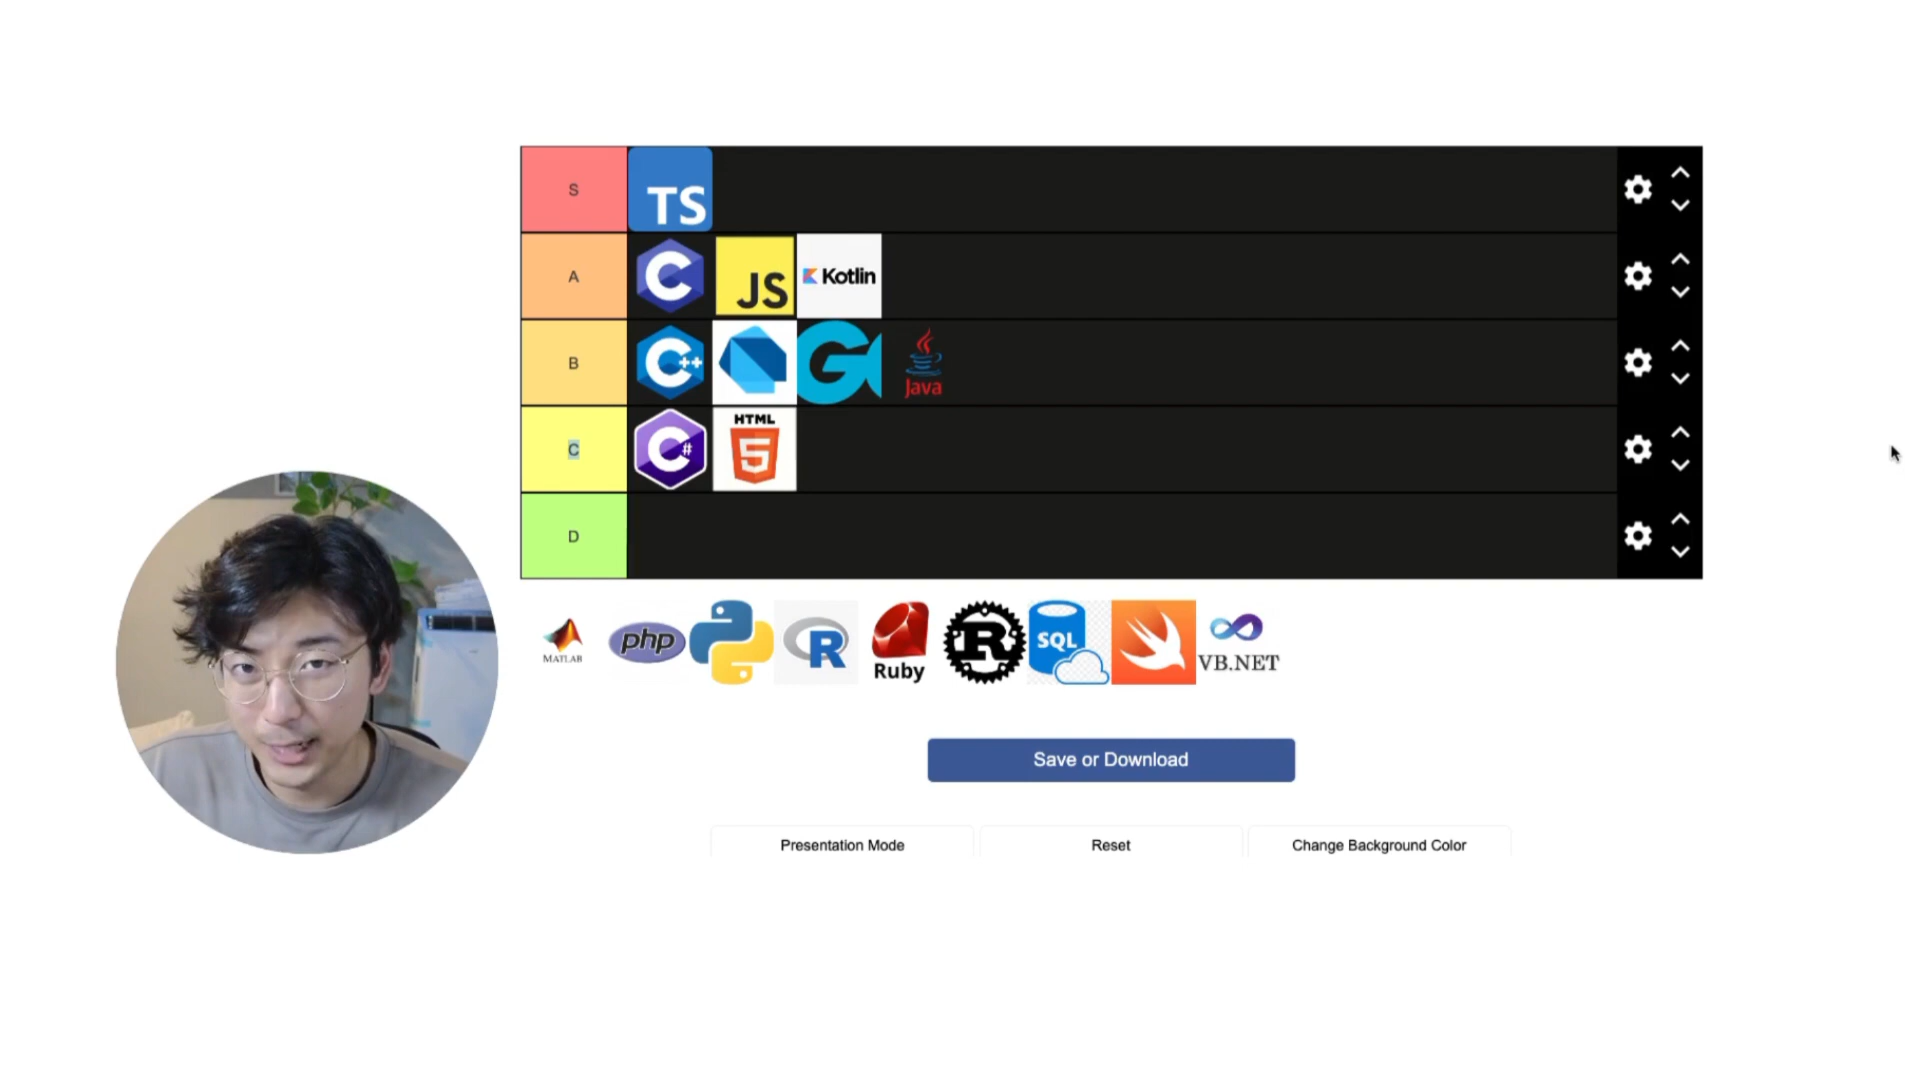 S
TS
A
C
JS
Kotlin
B
C++
G
Java
C
C#
HTML
5
D
MATLAB
php
R
Ruby
R
SQL
VB.NET
Save or Download
Presentation Mode
Reset
Change Background Color